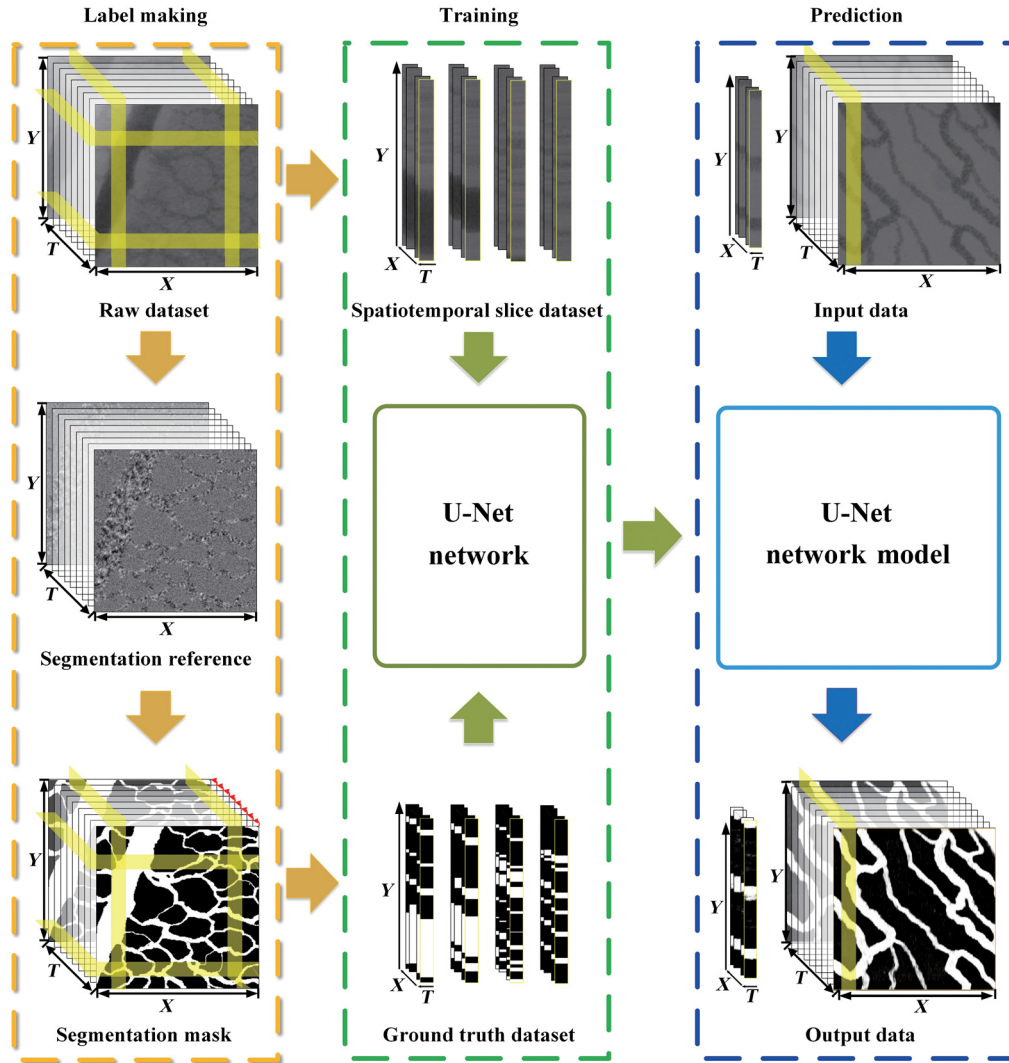 Label making
Training
Prediction
Y
T
X
Raw dataset
Y
X
T
Spatiotemporal slice dataset
Y
X
T
Y
T
X
Input data
Y
T
X
Segmentation reference
U-Net
network
U-Net
network model
Y
T
X
Segmentation mask
Y
X
T
Ground truth dataset
Y
X
T
Y
T
X
Output data